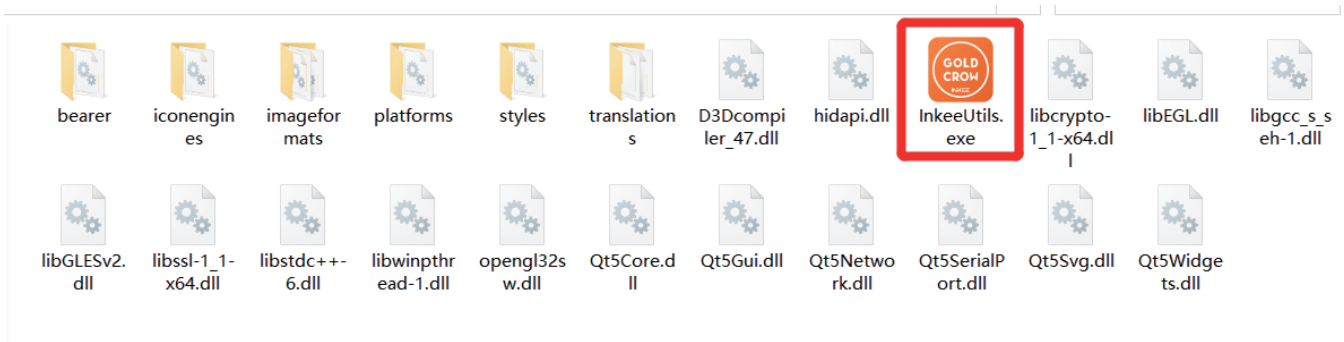 GOLD
CROW
INKEE
bearer
iconengin
es
imagefor
mats
platforms
styles
translation
s
D3Dcompi
ler_47.dll
hidapi.dll
InkeeUtils.
exe
libcrypto-
1_1-x64.dl
l
libEGL.dll
libgcc_s_s
eh-1.dll
libGLESv2.
dll
libssl-1_1-
x64.dll
libstdc++-
6.dll
libwinpthr
ead-1.dll
opengl32s
w.dll
Qt5Core.d
ll
Qt5Gui.dll
Qt5Netwo
rk.dll
Qt5SerialP
ort.dll
Qt5Svg.dll
Qt5Widge
ts.dll